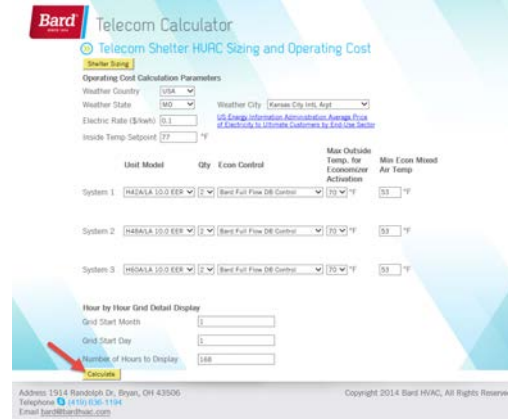 Bard
Telecom Calculator
Telecom Shelter HVAC Sizing and Operating Cost
Shelter Sizing
Operating Cost Calculation Parameters
Weather Country USA
Weather State MO Weather City Kansas City Intl Arpt
Electric Rate ($/kwh) 0.1 US Energy Information Administration Average Price of Electricity to Ultimate Customers by End-Use Sector
Inside Temp Setpoint 77 °F
Unit Model Qty Econ Control Max Outside Temp. for Economizer Activation Min Econ Mixed Air Temp
System 1 H42A/LA 10.0 EER 2 Bard Full Flow DB Control 70 °F 53 °F
System 2 H48A/LA 10.0 EER 2 Bard Full Flow DB Control 70 °F 53 °F
System 3 H60A/LA 10.0 EER 2 Bard Full Flow DB Control 70 °F 53 °F
Hour by Hour Grid Detail Display
Grid Start Month 1
Grid Start Day 1
Number of Hours to Display 168
Calculate
Address 1914 Randolph Dr, Bryan, OH 43506 Copyright 2014 Bard HVAC, All Rights Reserve
Telephone (419) 636-1194
Email bard@bardhvac.com